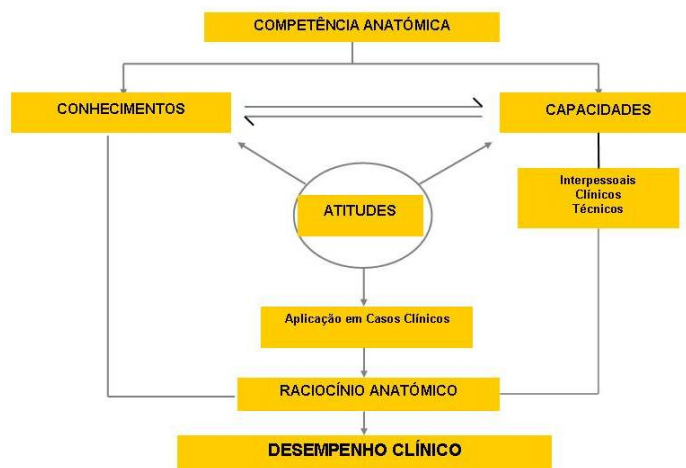 COMPETÊNCIA ANATÓMICA
CONHECIMENTOS
CAPACIDADES
Interpessoais
Clínicos
Técnicos
ATITUDES
Aplicação em Casos Clínicos
RACIOCÍNIO ANATÓMICO
DESEMPENHO CLÍNICO